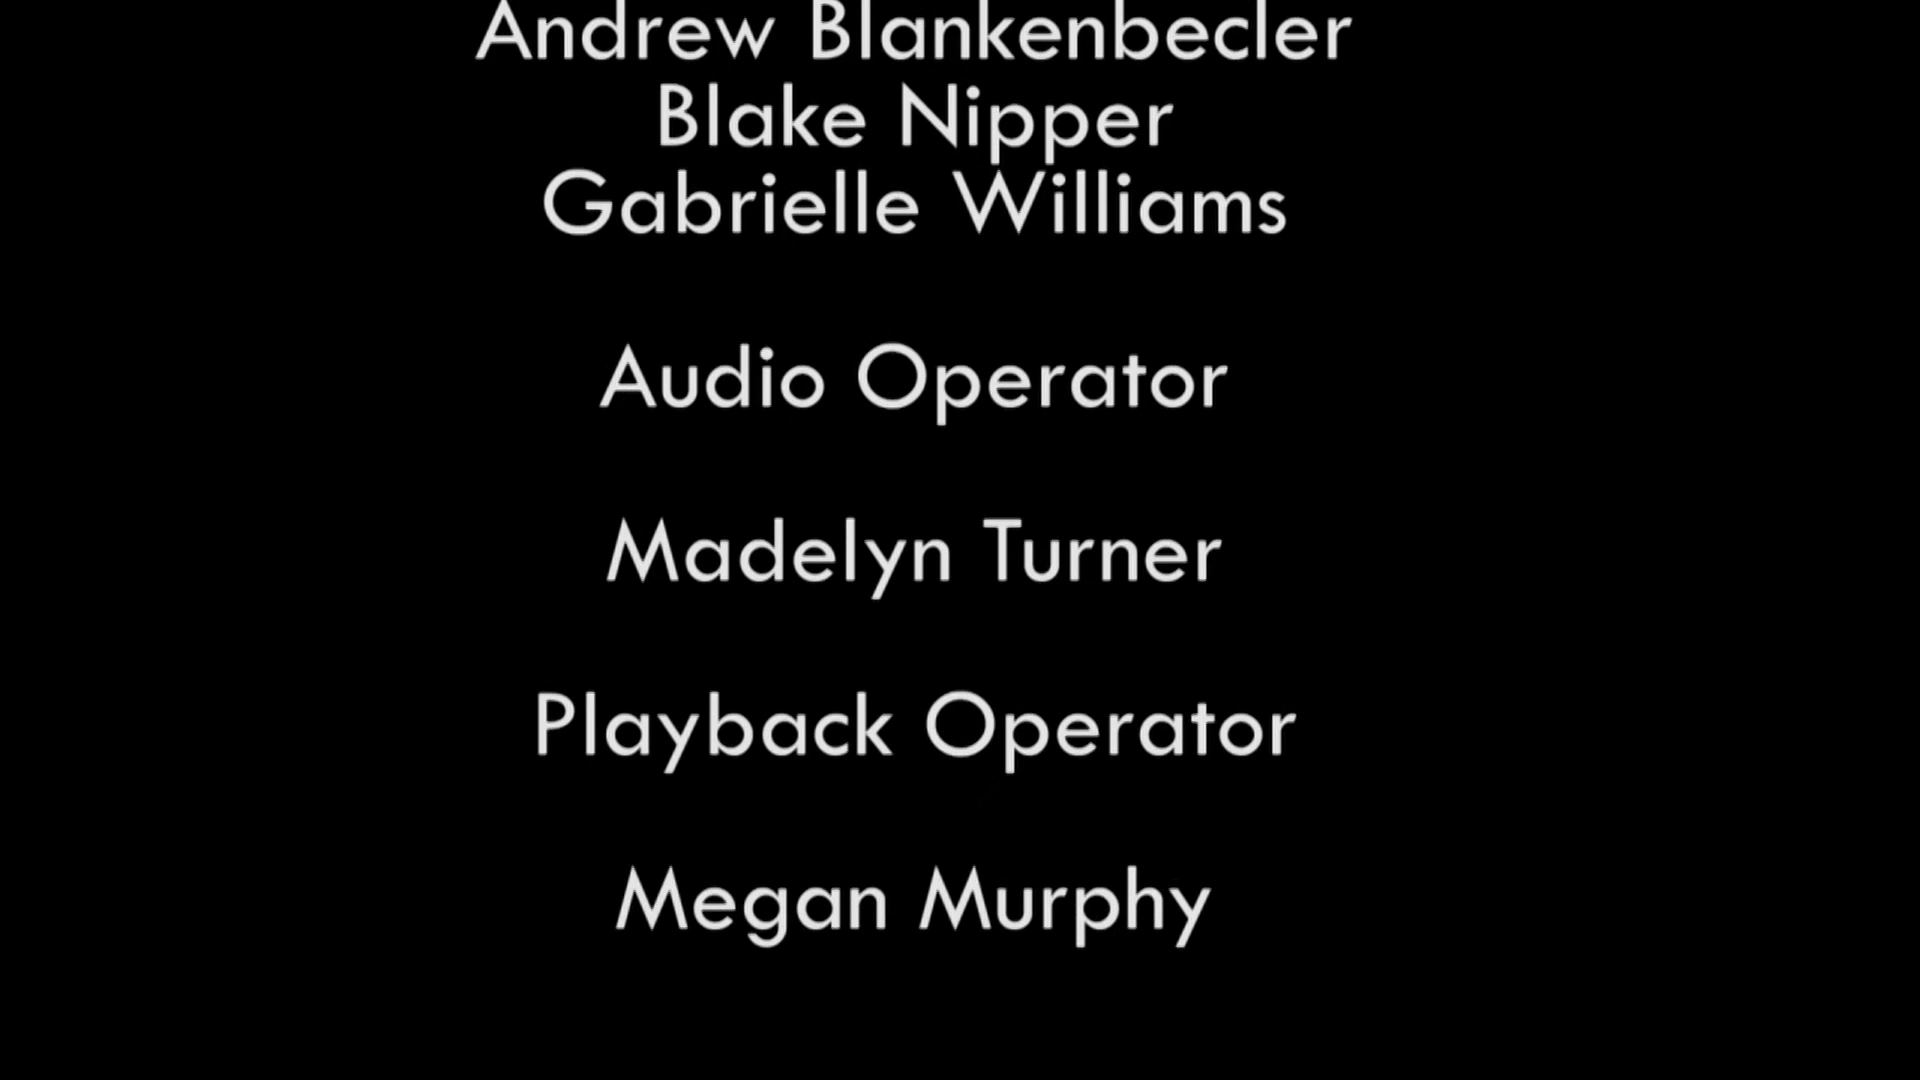 Andrew Blankenbecler
Blake Nipper
Gabrielle Williams
Audio Operator
Madelyn Turner
Playback Operator
Megan Murphy